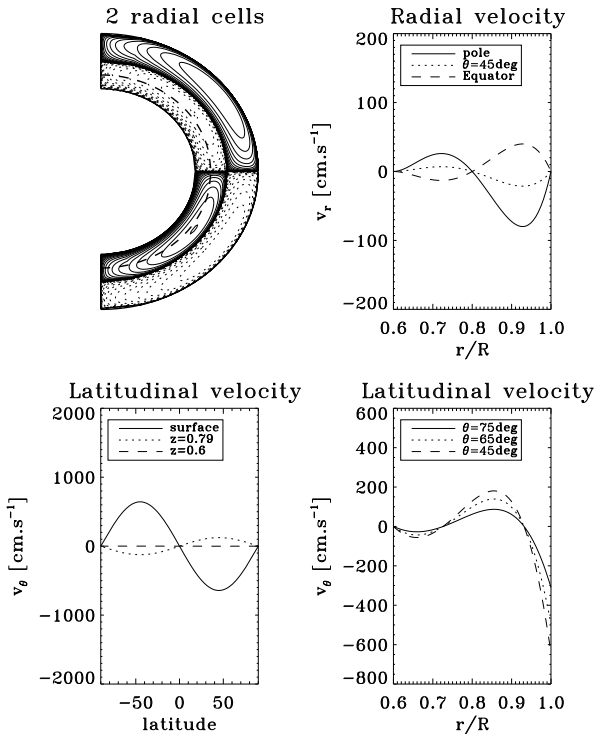 2 radial cells
Radial velocity
200
100
0
−100
−200
v_r [cm.s^{-1}]
pole
θ=45deg
Equator
0.6 0.7 0.8 0.9 1.0
r/R
Latitudinal velocity
2000
1000
0
−1000
−2000
v_θ [cm.s^{-1}]
surface
z=0.79
z=0.6
−50 0 50
latitude
Latitudinal velocity
600
400
200
0
−200
−400
−600
−800
v_θ [cm.s^{-1}]
θ=75deg
θ=65deg
θ=45deg
0.6 0.7 0.8 0.9 1.0
r/R